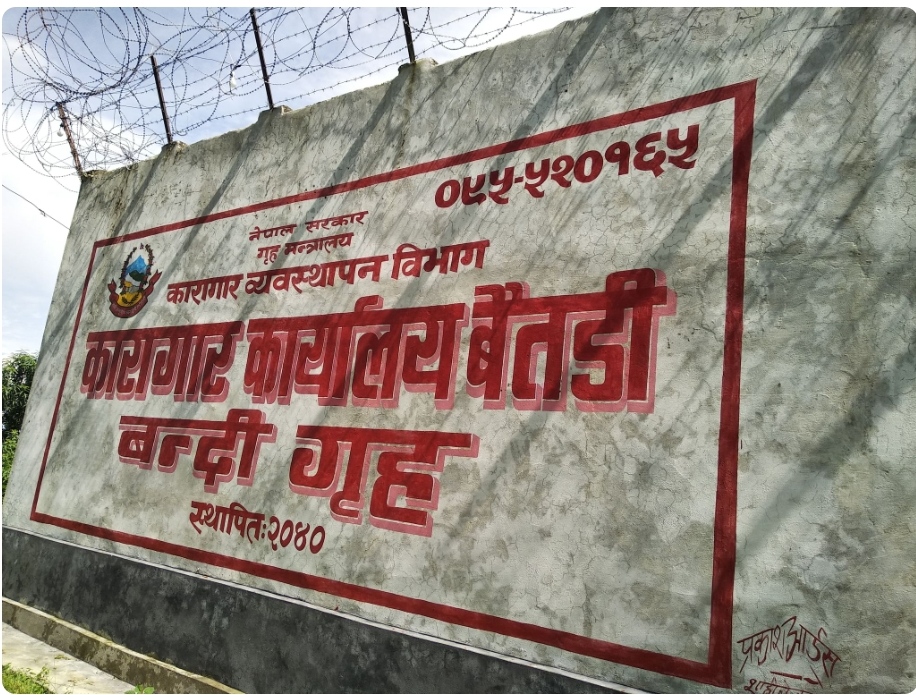 ०९५-५२०१६५
नेपाल सरकार
गृह मन्त्रालय
कारागार व्यवस्थापन विभाग
कारागार कार्यालय बैतडी
बन्दी गृह
स्थापितः२०४०
प्रकाश आर्ट्स